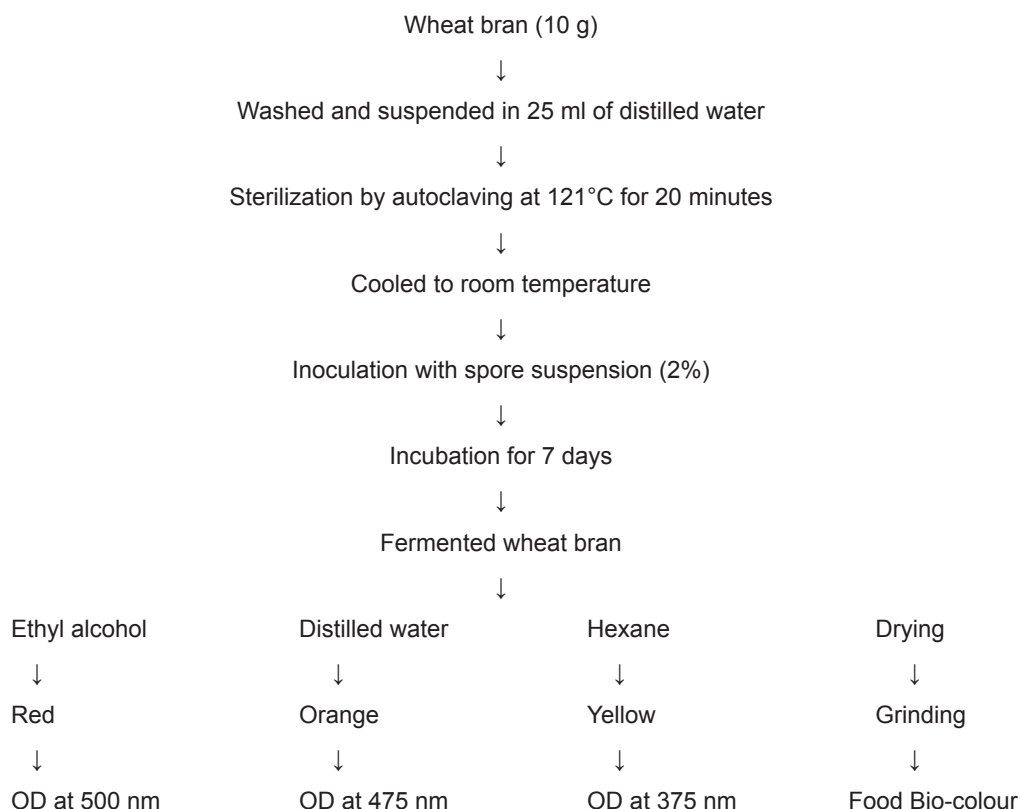 Wheat bran (10 g)
↓
Washed and suspended in 25 ml of distilled water
↓
Sterilization by autoclaving at 121°C for 20 minutes
↓
Cooled to room temperature
↓
Inoculation with spore suspension (2%)
↓
Incubation for 7 days
↓
Fermented wheat bran
↓
Ethyl alcohol Distilled water Hexane Drying
↓ ↓ ↓ ↓
Red Orange Yellow Grinding
↓ ↓ ↓ ↓
OD at 500 nm OD at 475 nm OD at 375 nm Food Bio-colour